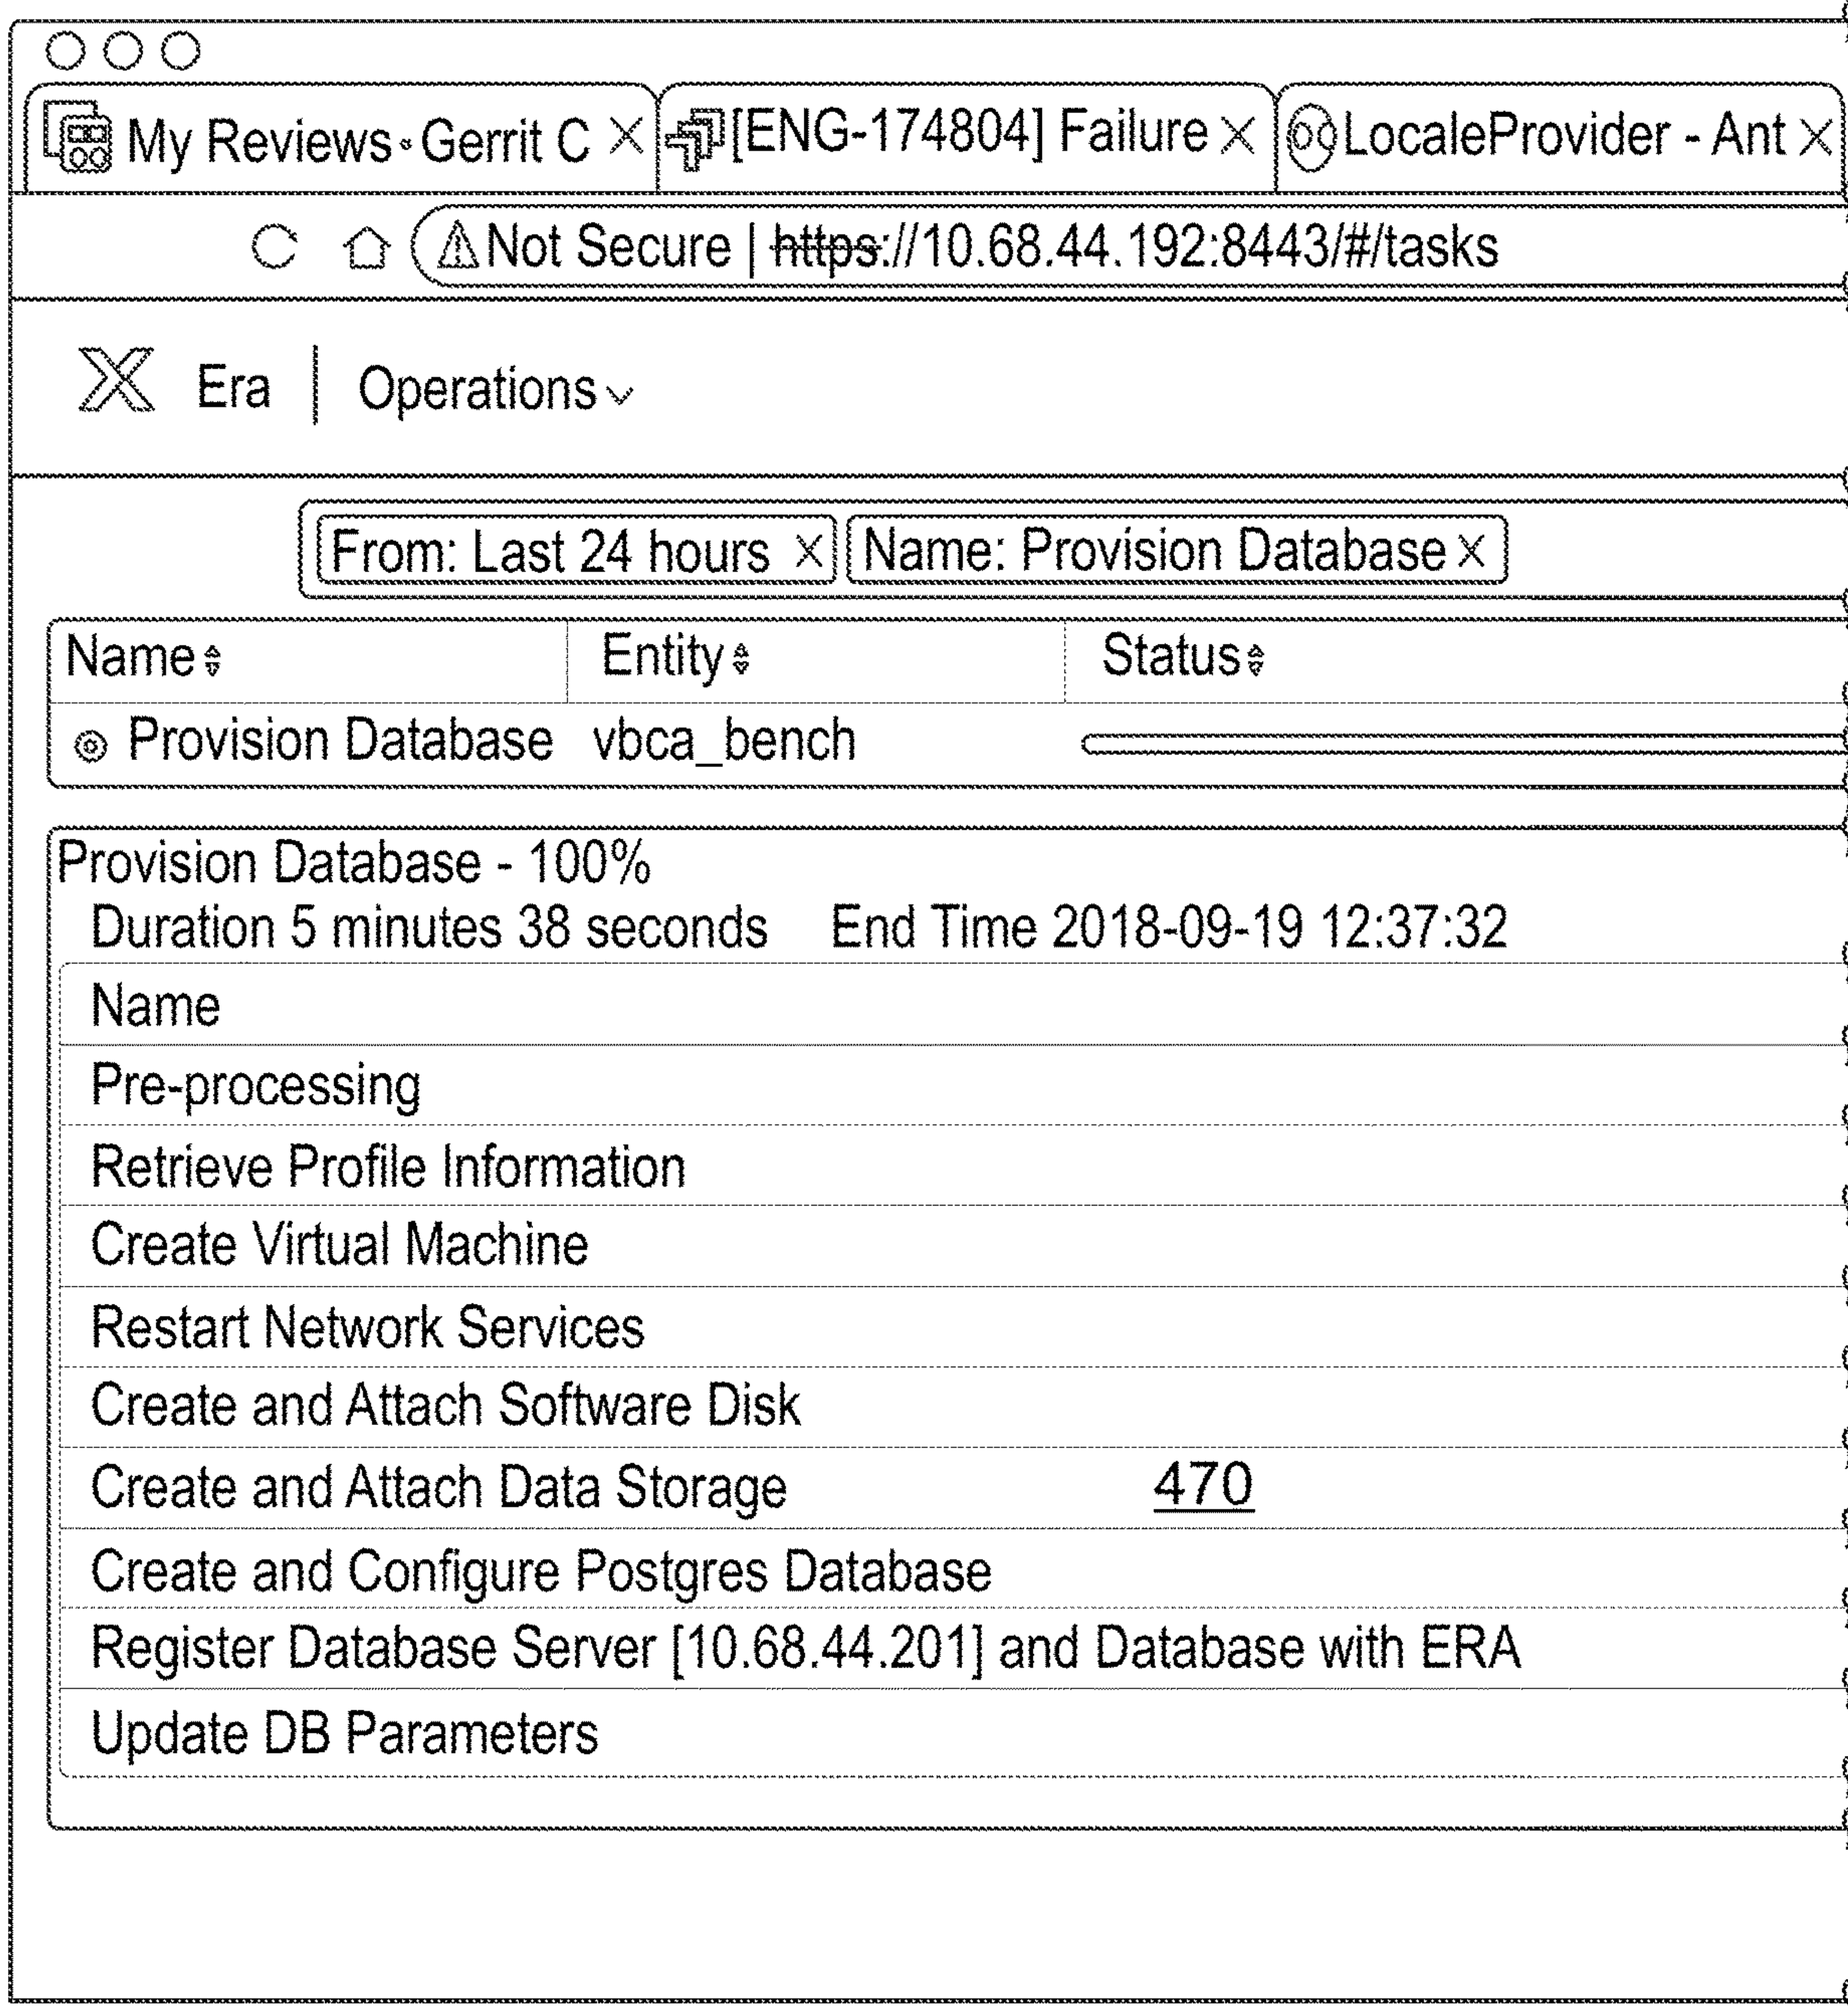 My Reviews · Gerrit C × [ENG-174804] Failure × LocaleProvider - Ant ×
Not Secure | https://10.68.44.192:8443/#/tasks
X Era | Operations
From: Last 24 hours × Name: Provision Database ×
Name Entity Status
Provision Database vbca_bench
Provision Database - 100%
Duration 5 minutes 38 seconds End Time 2018-09-19 12:37:32
Name
Pre-processing
Retrieve Profile Information
Create Virtual Machine
Restart Network Services
Create and Attach Software Disk
Create and Attach Data Storage 470
Create and Configure Postgres Database
Register Database Server [10.68.44.201] and Database with ERA
Update DB Parameters